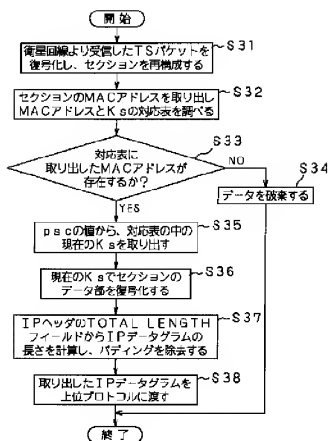 開始
衛星回線より受信したTSパケットを
復号化し、セクションを再構成する
S31
セクションのMACアドレスを取り出し
MACアドレスとKsの対応表を調べる
S32
対応表に
取り出したMACアドレスが
存在するか?
S33
NO
S34
データを破棄する
YES
pscの値から、対応表の中の
現在のKsを取り出す
S35
現在のKsでセクションの
データ部を復号化する
S36
IPヘッダのTOTAL LENGTH
フィールドからIPデータグラムの
長さを計算し、パディングを除去する
S37
取り出したIPデータグラムを
上位プロトコルに渡す
S38
終了